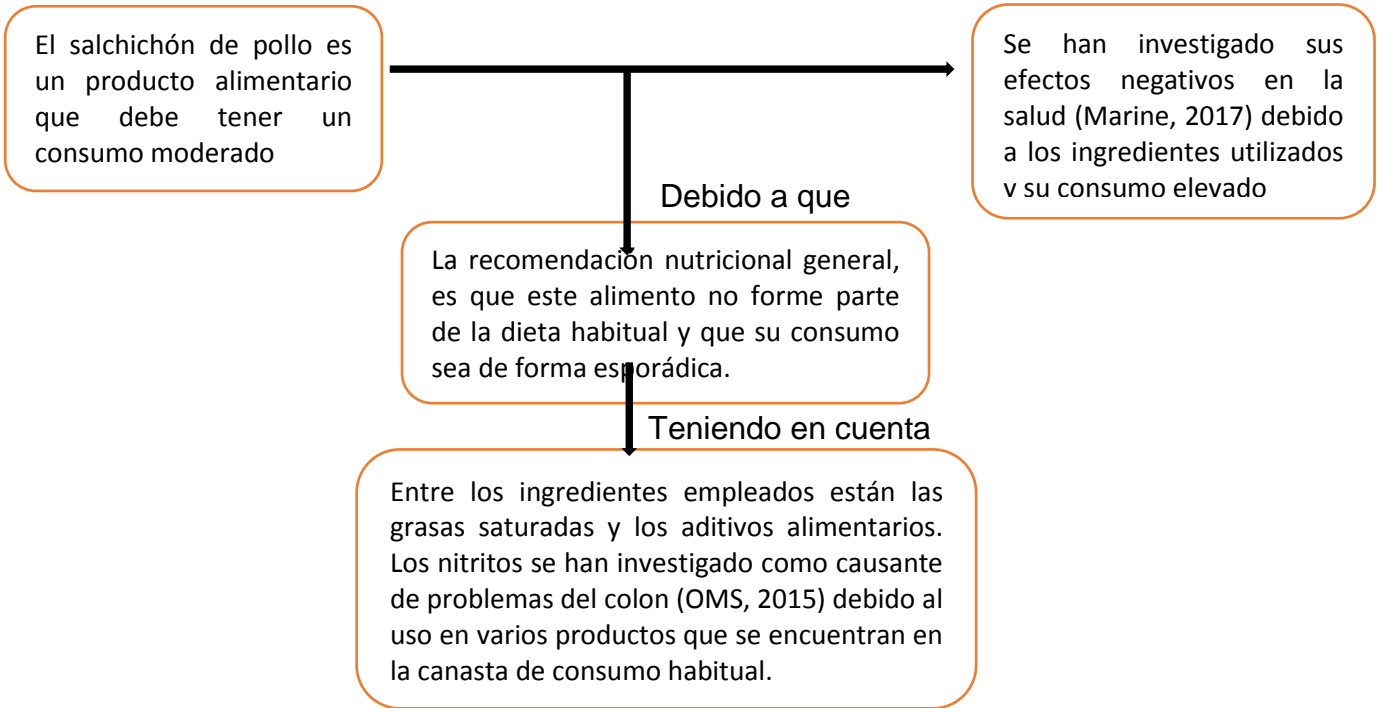 El salchichón de pollo es
un producto alimentario
que debe tener un
consumo moderado
Se han investigado sus
efectos negativos en la
salud (Marine, 2017) debido
a los ingredientes utilizados
y su consumo elevado
Debido a que
La recomendación nutricional general,
es que este alimento no forme parte
de la dieta habitual y que su consumo
sea de forma esporádica.
Teniendo en cuenta
Entre los ingredientes empleados están las
grasas saturadas y los aditivos alimentarios.
Los nitritos se han investigado como causante
de problemas del colon (OMS, 2015) debido al
uso en varios productos que se encuentran en
la canasta de consumo habitual.